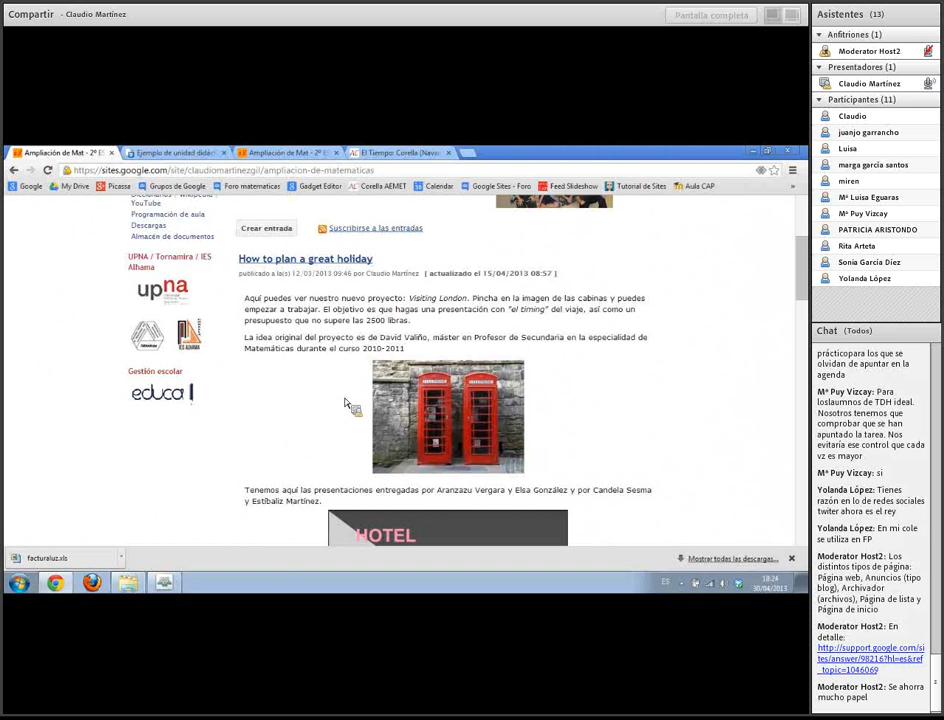 Compartir - Claudio Martínez
Pantalla completa
Ampliación de Mat - 2º E
Ejemplo de unidad didác
Ampliación de Mat - 2º E
El Tiempo: Corella (Nava
https://sites.google.com/site/claudiomartinezgil/ampliacion-de-matematicas
Google
My Drive
Picassa
Grupos de Google
Foro matematicas
Gadget Editor
Corella AEMET
Calendar
Google Sites - Foro
Feed Slideshow
Tutorial de Sites
Aula CAP
YouTube
Programación de aula
Descargas
Almacén de documentos
UPNA / Tornamira / IES
Alhama
upna
IES ALHAMA
Gestión escolar
educa
Crear entrada
Suscribirse a las entradas
How to plan a great holiday
publicado a la(s) 12/03/2013 09:46 por Claudio Martínez [ actualizado el 15/04/2013 08:57 ]
Aquí puedes ver nuestro nuevo proyecto: Visiting London. Pincha en la imagen de las cabinas y puedes
empezar a trabajar. El objetivo es que hagas una presentación con "el timing" del viaje, así como un
presupuesto que no supere las 2500 libras.
La idea original del proyecto es de David Valiño, máster en Profesor de Secundaria en la especialidad de
Matemáticas durante el curso 2010-2011
TELEPHONE
TELEPHONE
Tenemos aquí las presentaciones entregadas por Aranzazu Vergara y Elsa González y por Candela Sesma
y Estíbaliz Martínez.
HOTEL
facturaluz.xls
Mostrar todas las descargas...
ES
18:24
30/04/2013
Asistentes (13)
Anfitriones (1)
Moderator Host2
Presentadores (1)
Claudio Martínez
Participantes (11)
Claudio
juanjo garrancho
Luisa
marga garcía santos
miren
Mª Luisa Eguaras
Mª Puy Vizcay
PATRICIA ARISTONDO
Rita Arteta
Sonia García Díez
Yolanda López
Chat (Todos)
prácticopara los que se
olvidan de apuntar en la
agenda
Mª Puy Vizcay: Para
loslaumnos de TDH ideal.
Nosotros tenemos que
comprobar que se han
apuntado la tarea. Nos
evitaría ese control que cada
vz es mayor
Mª Puy Vizcay: si
Yolanda López: Tienes
razón en lo de redes sociales
twiter ahora es el rey
Yolanda López: En mi cole
se utiliza en FP
Moderator Host2: Los
distintos tipos de página:
Página web, Anuncios (tipo
blog), Archivador
(archivos), Página de lista y
Página de inicio
Moderator Host2: En
detalle:
http://support.google.com/si
tes/answer/98216?hl=es&ref
_topic=1046069
Moderator Host2: Se ahorra
mucho papel